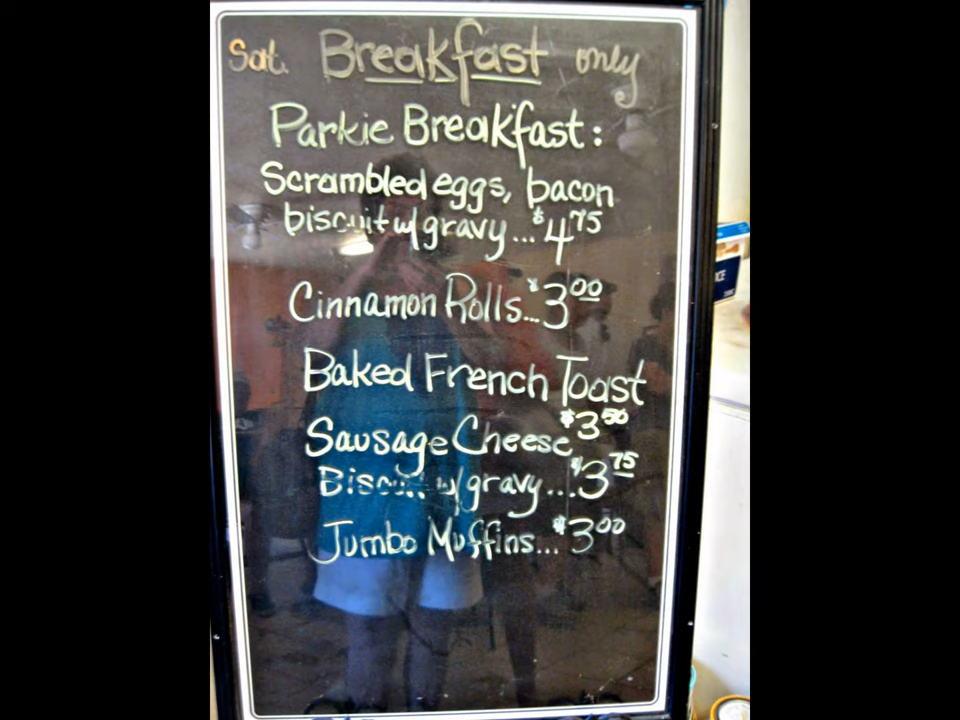 Sat. Breakfast only
Parkie Breakfast:
Scrambled eggs, bacon
biscuit w/ gravy...$4.75
Cinnamon Rolls...$3.00
Baked French Toast
$3.50
Sausage Cheese
Biscuit w/ gravy...$3.75
Jumbo Muffins...$3.00